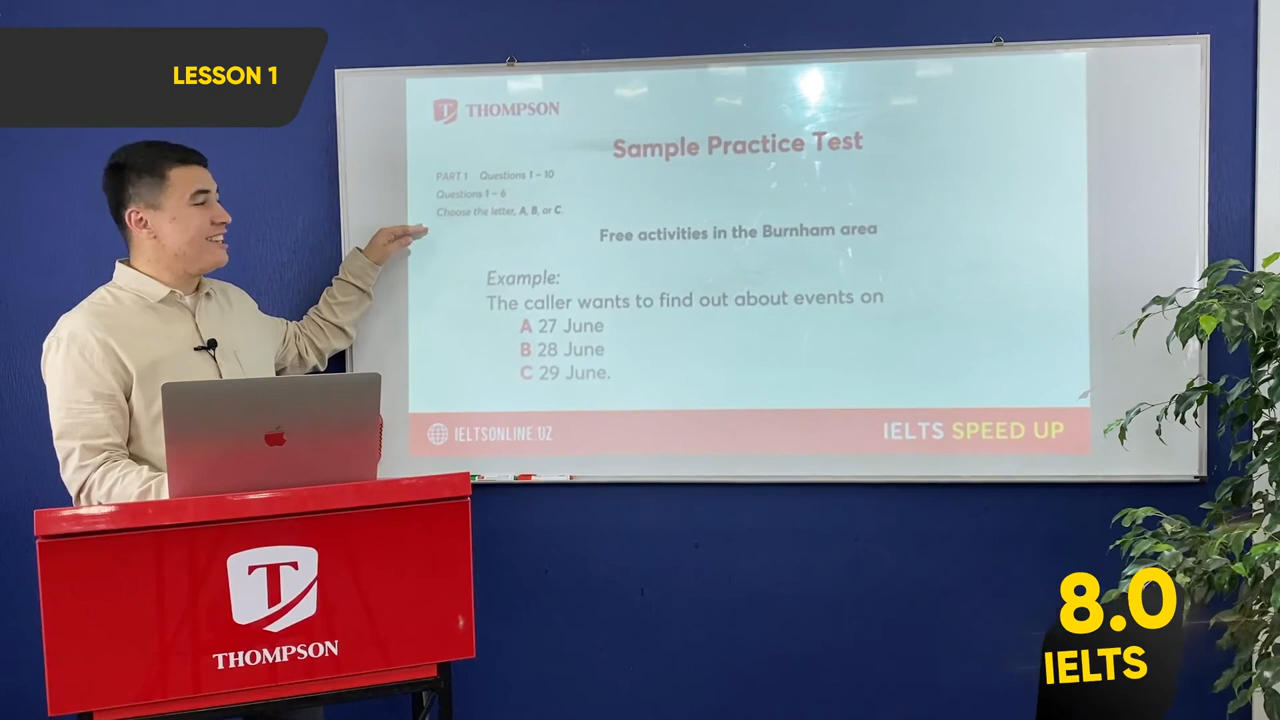 LESSON 1
THOMPSON
Sample Practice Test
PART 1 Questions 1 – 10
Questions 1 – 6
Choose the letter, A, B, or C.
Free activities in the Burnham area
Example:
The caller wants to find out about events on
A 27 June
B 28 June
C 29 June.
IELTSONLINE.UZ
IELTS SPEED UP
T
THOMPSON
8.0
IELTS